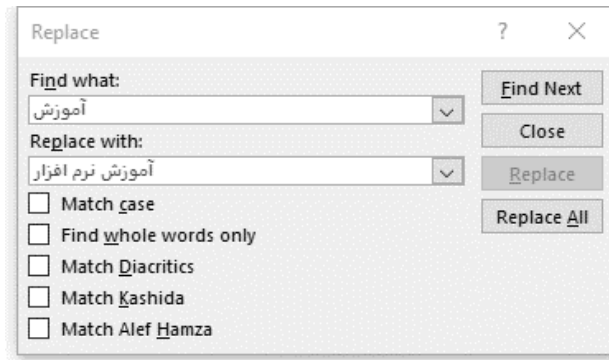 Replace ?
Find what:
آموزش
Find Next
Close
Replace with:
آموزش نرم افزار
Replace
Match case
Replace All
Find whole words only
Match Diacritics
Match Kashida
Match Alef Hamza